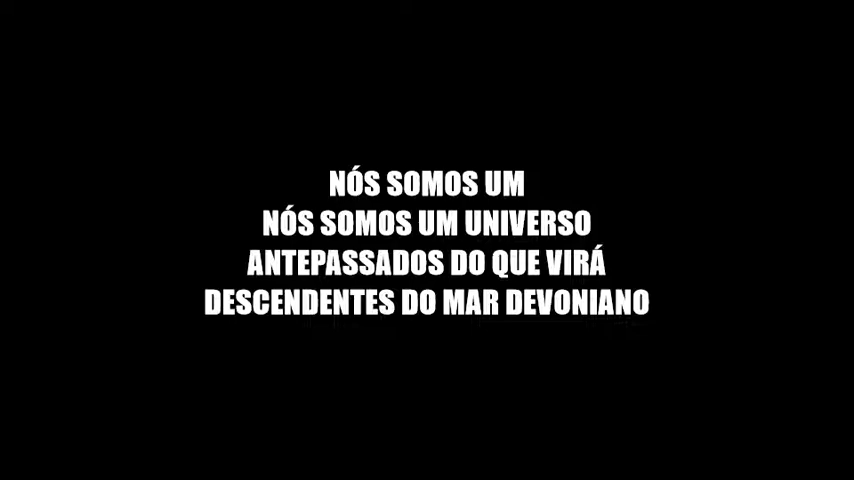 NÓS SOMOS UM
NÓS SOMOS UM UNIVERSO
ANTEPASSADOS DO QUE VIRÁ
DESCENDENTES DO MAR DEVONIANO